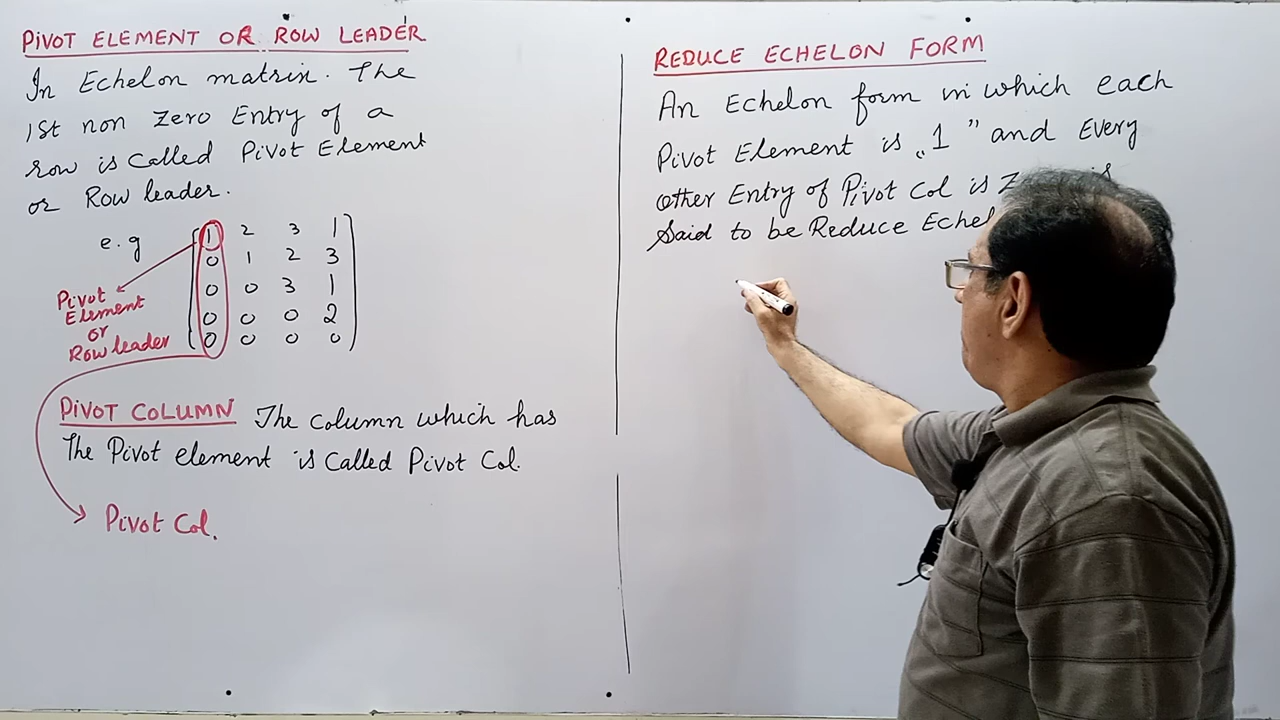 PIVOT ELEMENT OR ROW LEADER
In Echelon matrix. The
1st non zero Entry of a
row is Called Pivot Element
or Row leader.
e.g
1 2 3 1
0 1 2 3
0 0 3 1
0 0 0 2
0 0 0 0
Pivot
Element
or
Row leader
PIVOT COLUMN The column which has
The Pivot element is Called Pivot Col.
Pivot Col.
REDUCE ECHELON FORM
An Echelon form in which each
Pivot Element is „1” and Every
other Entry of Pivot Col is is
Said to be Reduce